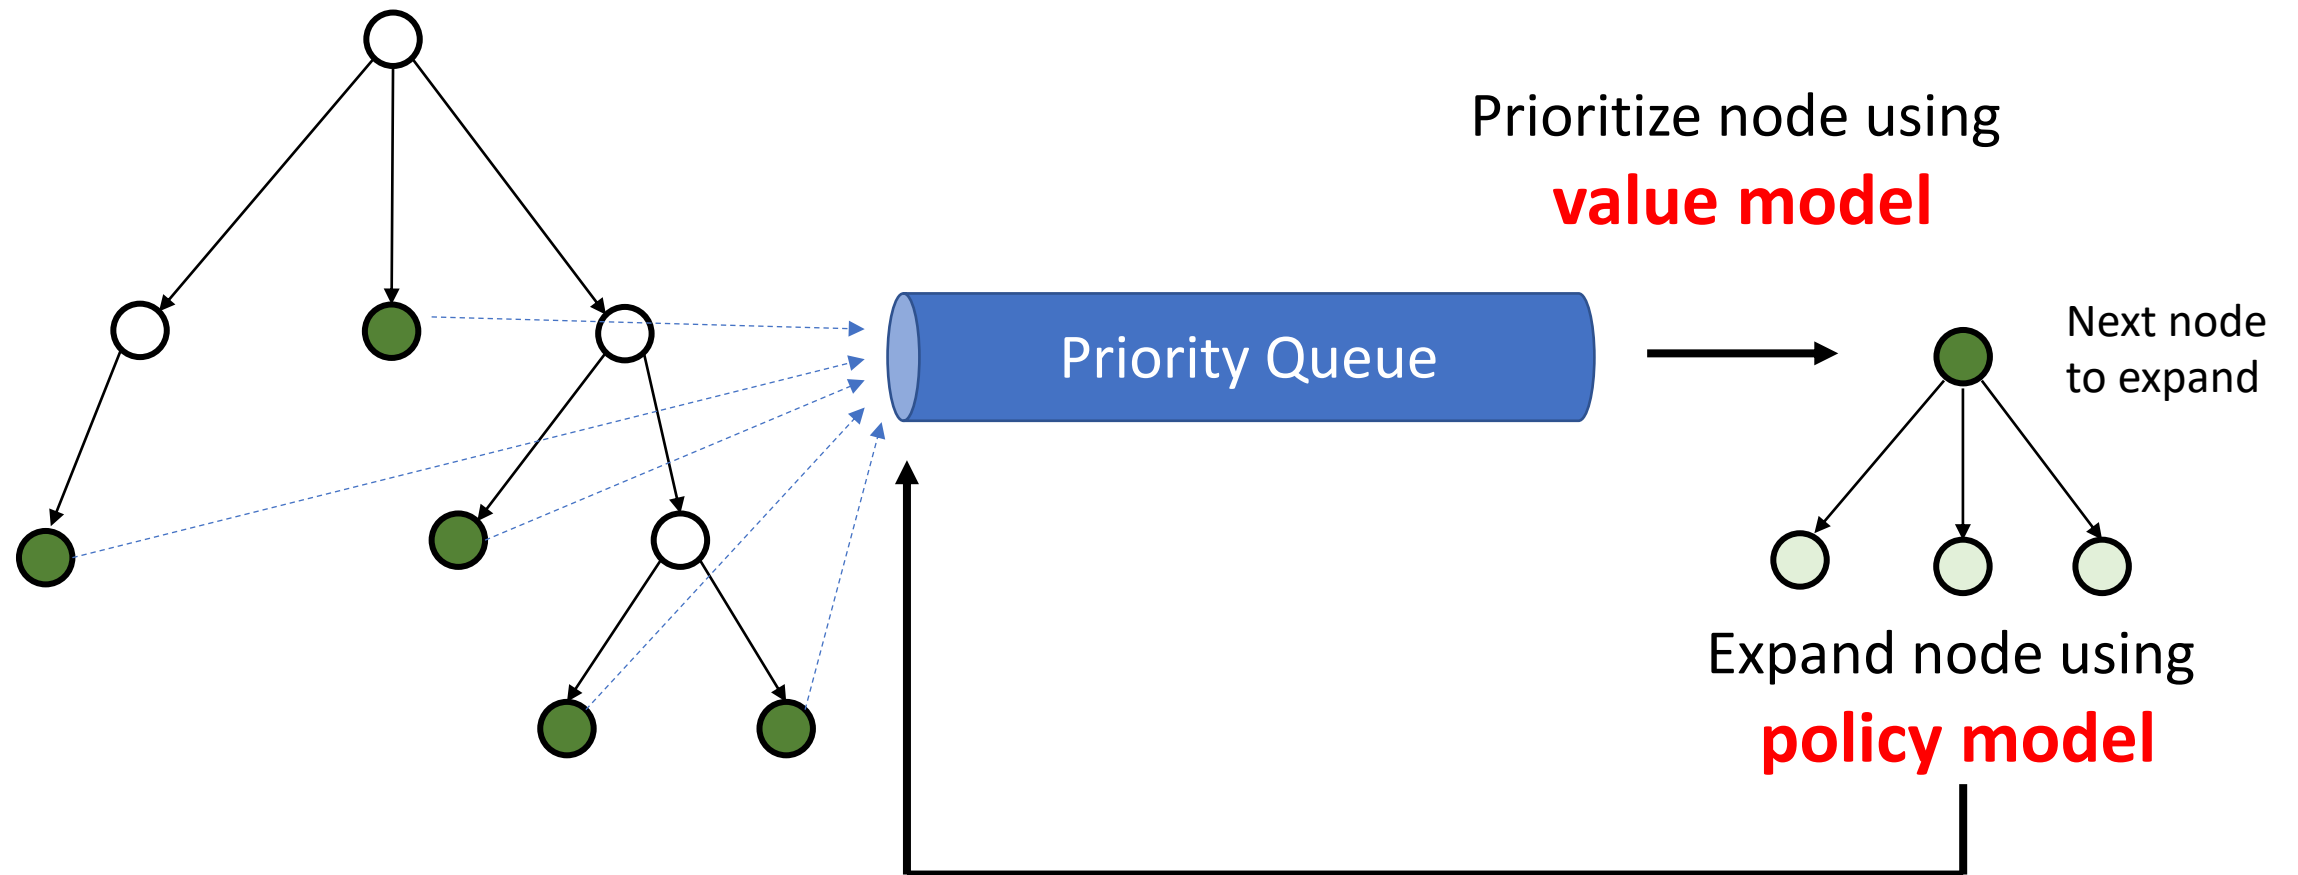 Prioritize node using
value model
Priority Queue
Next node
to expand
Expand node using
policy model